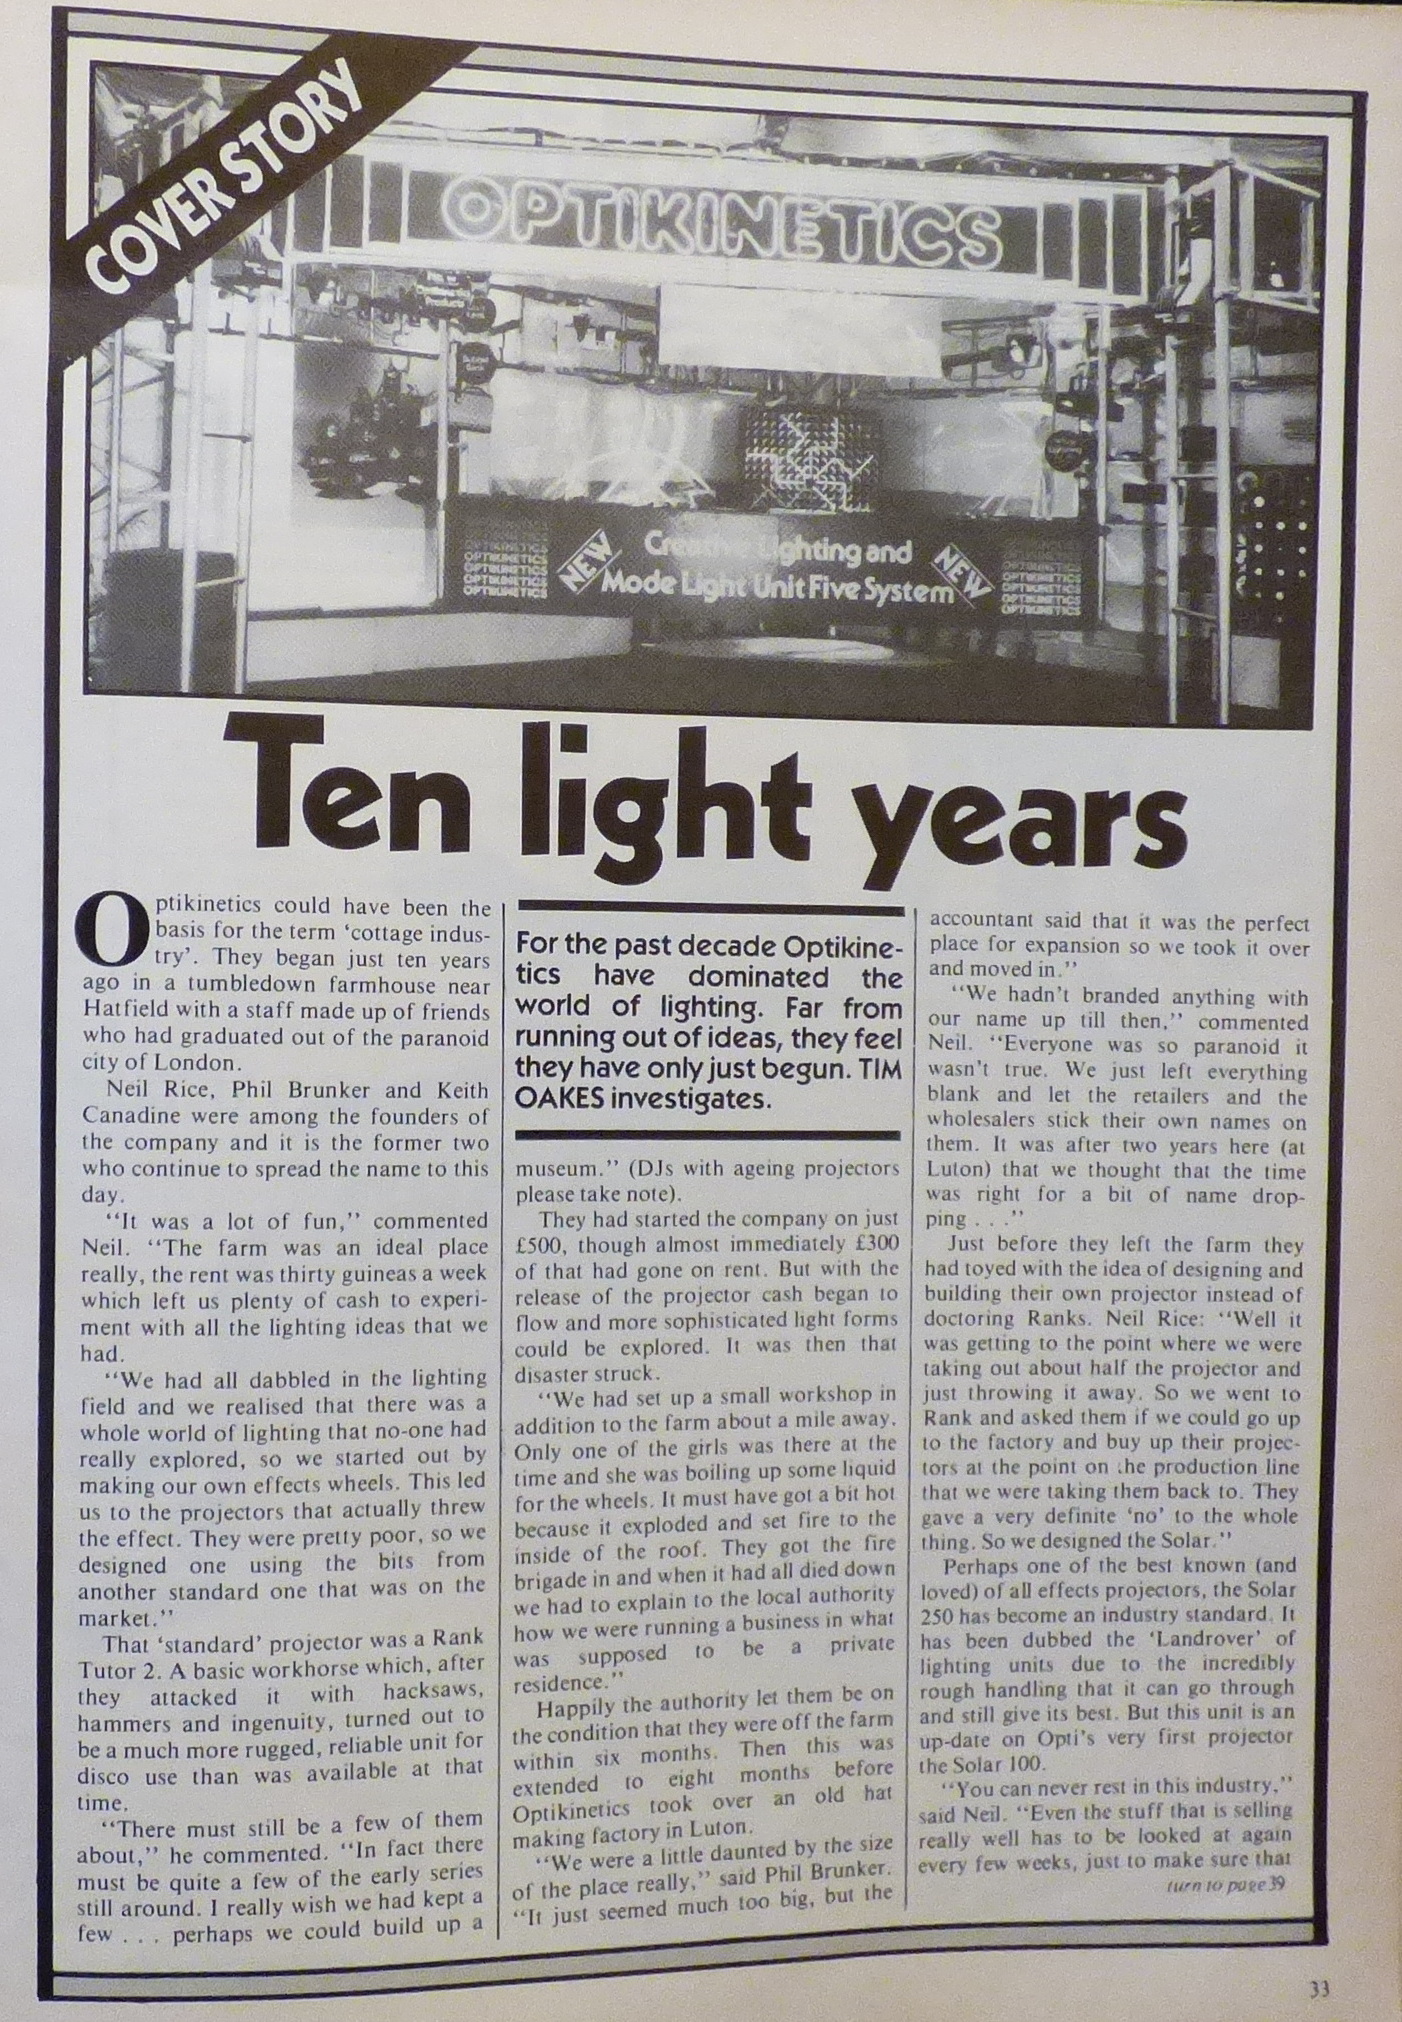 COVER STORY
OPTIKINETICS
OPTIKINETICS
OPTIKINETICS
OPTIKINETICS
OPTIKINETICS
NEW
Lighting and
Mode Light Unit Five System
NEW
OPTIKINETICS
OPTIKINETICS
OPTIKINETICS
OPTIKINETICS
Ten light years
Optikinetics could have been the
basis for the term ‘cottage indus-
try’. They began just ten years
ago in a tumbledown farmhouse near
Hatfield with a staff made up of friends
who had graduated out of the paranoid
city of London.
Neil Rice, Phil Brunker and Keith
Canadine were among the founders of
the company and it is the former two
who continue to spread the name to this
day.
“It was a lot of fun,” commented
Neil. “The farm was an ideal place
really, the rent was thirty guineas a week
which left us plenty of cash to experi-
ment with all the lighting ideas that we
had.
“We had all dabbled in the lighting
field and we realised that there was a
whole world of lighting that no-one had
really explored, so we started out by
making our own effects wheels. This led
us to the projectors that actually threw
the effect. They were pretty poor, so we
designed one using the bits from
another standard one that was on the
market.”
That ‘standard’ projector was a Rank
Tutor 2. A basic workhorse which, after
they attacked it with hacksaws,
hammers and ingenuity, turned out to
be a much more rugged, reliable unit for
disco use than was available at that
time.
“There must still be a few of them
about,” he commented. “In fact there
must be quite a few of the early series
still around. I really wish we had kept a
few . . . perhaps we could build up a
For the past decade Optikine-
tics have dominated the
world of lighting. Far from
running out of ideas, they feel
they have only just begun. TIM
OAKES investigates.
museum.” (DJs with ageing projectors
please take note).
They had started the company on just
£500, though almost immediately £300
of that had gone on rent. But with the
release of the projector cash began to
flow and more sophisticated light forms
could be explored. It was then that
disaster struck.
“We had set up a small workshop in
addition to the farm about a mile away.
Only one of the girls was there at the
time and she was boiling up some liquid
for the wheels. It must have got a bit hot
because it exploded and set fire to the
inside of the roof. They got the fire
brigade in and when it had all died down
we had to explain to the local authority
how we were running a business in what
was supposed to be a private
residence.”
Happily the authority let them be on
the condition that they were off the farm
within six months. Then this was
extended to eight months before
Optikinetics took over an old hat
making factory in Luton.
“We were a little daunted by the size
of the place really,” said Phil Brunker.
“It just seemed much too big, but the
accountant said that it was the perfect
place for expansion so we took it over
and moved in.”
“We hadn’t branded anything with
our name up till then,” commented
Neil. “Everyone was so paranoid it
wasn’t true. We just left everything
blank and let the retailers and the
wholesalers stick their own names on
them. It was after two years here (at
Luton) that we thought that the time
was right for a bit of name drop-
ping . . .”
Just before they left the farm they
had toyed with the idea of designing and
building their own projector instead of
doctoring Ranks. Neil Rice: “Well it
was getting to the point where we were
taking out about half the projector and
just throwing it away. So we went to
Rank and asked them if we could go up
to the factory and buy up their projec-
tors at the point on the production line
that we were taking them back to. They
gave a very definite ‘no’ to the whole
thing. So we designed the Solar.”
Perhaps one of the best known (and
loved) of all effects projectors, the Solar
250 has become an industry standard. It
has been dubbed the ‘Landrover’ of
lighting units due to the incredibly
rough handling that it can go through
and still give its best. But this unit is an
up-date on Opti’s very first projector
the Solar 100.
“You can never rest in this industry,”
said Neil. “Even the stuff that is selling
really well has to be looked at again
every few weeks, just to make sure that
turn to page 39
33